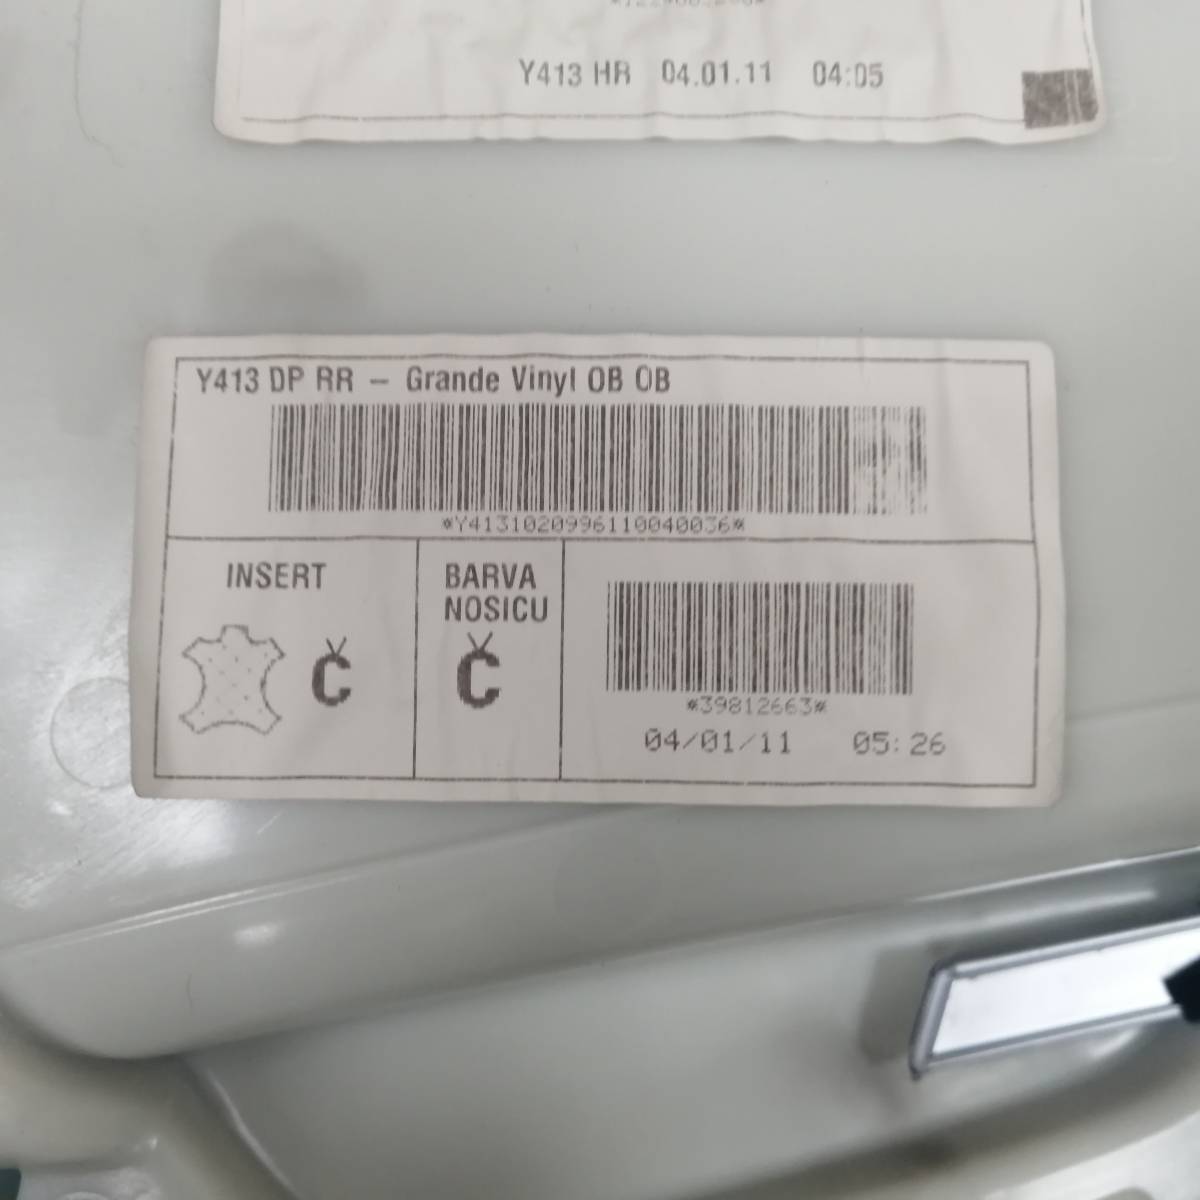 Y413 HR 04.01.11 04:05
Y413 DP RR – Grande Vinyl OB OB
*Y4131020996110040036*
INSERT
BARVA
NOSICU
Č
Č
*39812663*
04/01/11 05:26